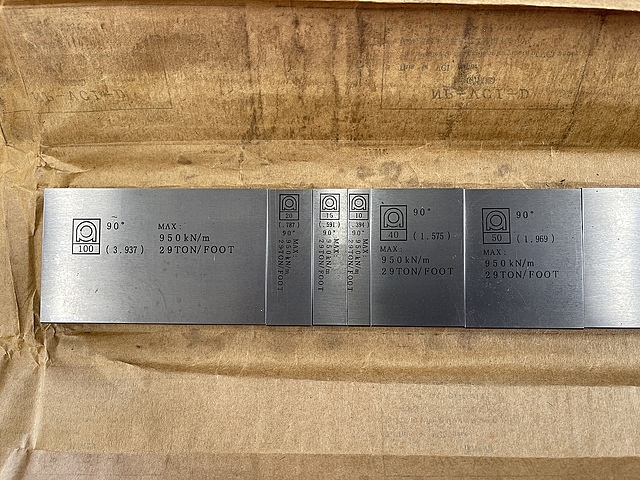 90°
100 (3.937)
MAX:
950kN/m
29TON/FOOT
20
(.787)
90°
MAX.
950kN/m
29TON/FOOT
15
(.591)
90°
MAX.
950kN/m
29TON/FOOT
10
(.394)
90°
MAX.
950kN/m
29TON/FOOT
90°
40 (1.575)
MAX.
950kN/m
29TON/FOOT
90°
50 (1.969)
MAX.
950kN/m
29TON/FOOT